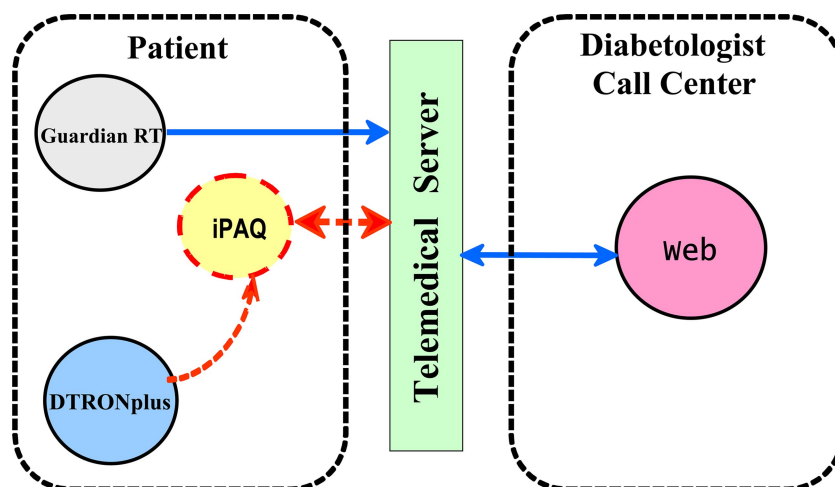 Patient
Guardian RT
iPAQ
DTRONplus
Telemedical Server
Diabetologist
Call Center
Web